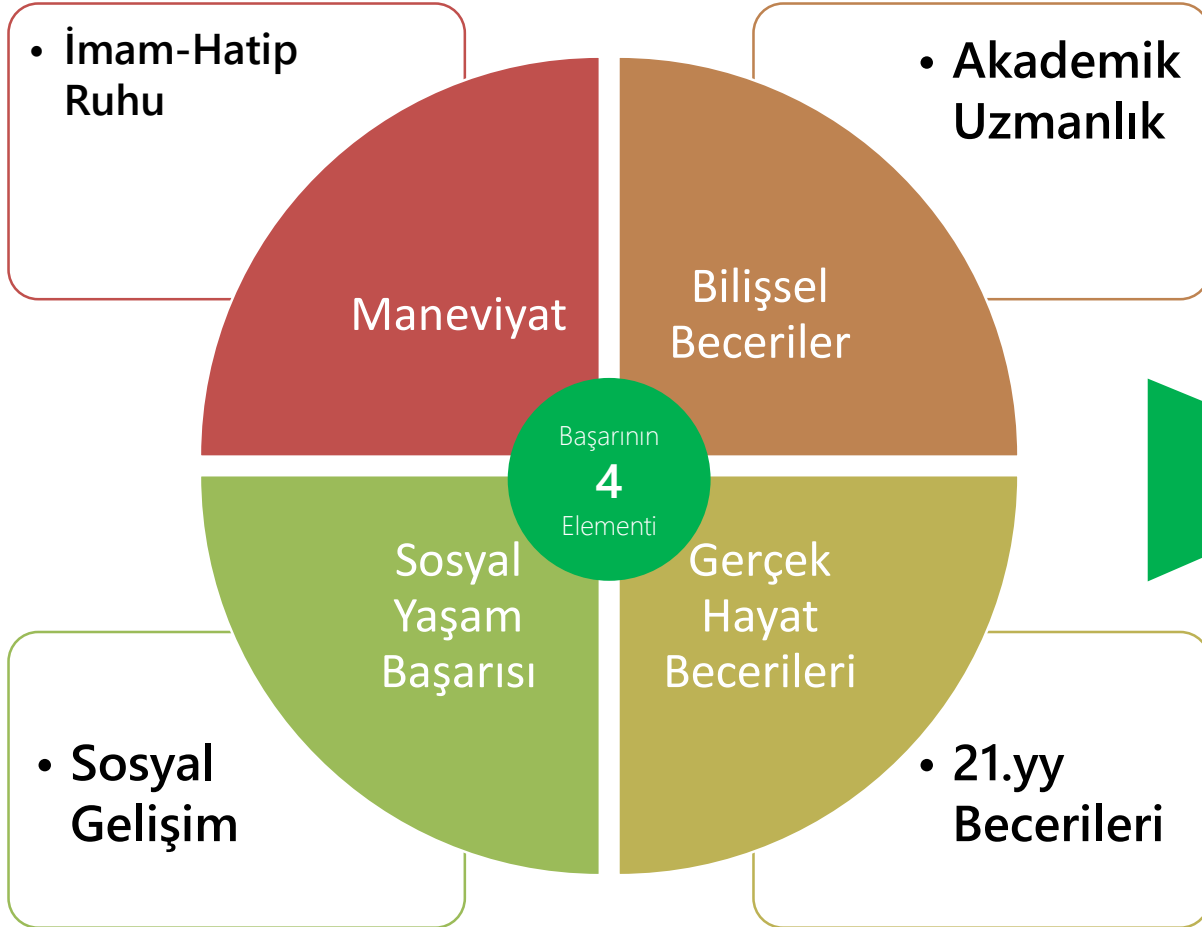 • İmam-Hatip
Ruhu
• Akademik
Uzmanlık
Maneviyat
Bilişsel
Beceriler
Başarının
4
Elementi
Sosyal
Yaşam
Başarısı
Gerçek
Hayat
Becerileri
• Sosyal
Gelişim
• 21.yy
Becerileri